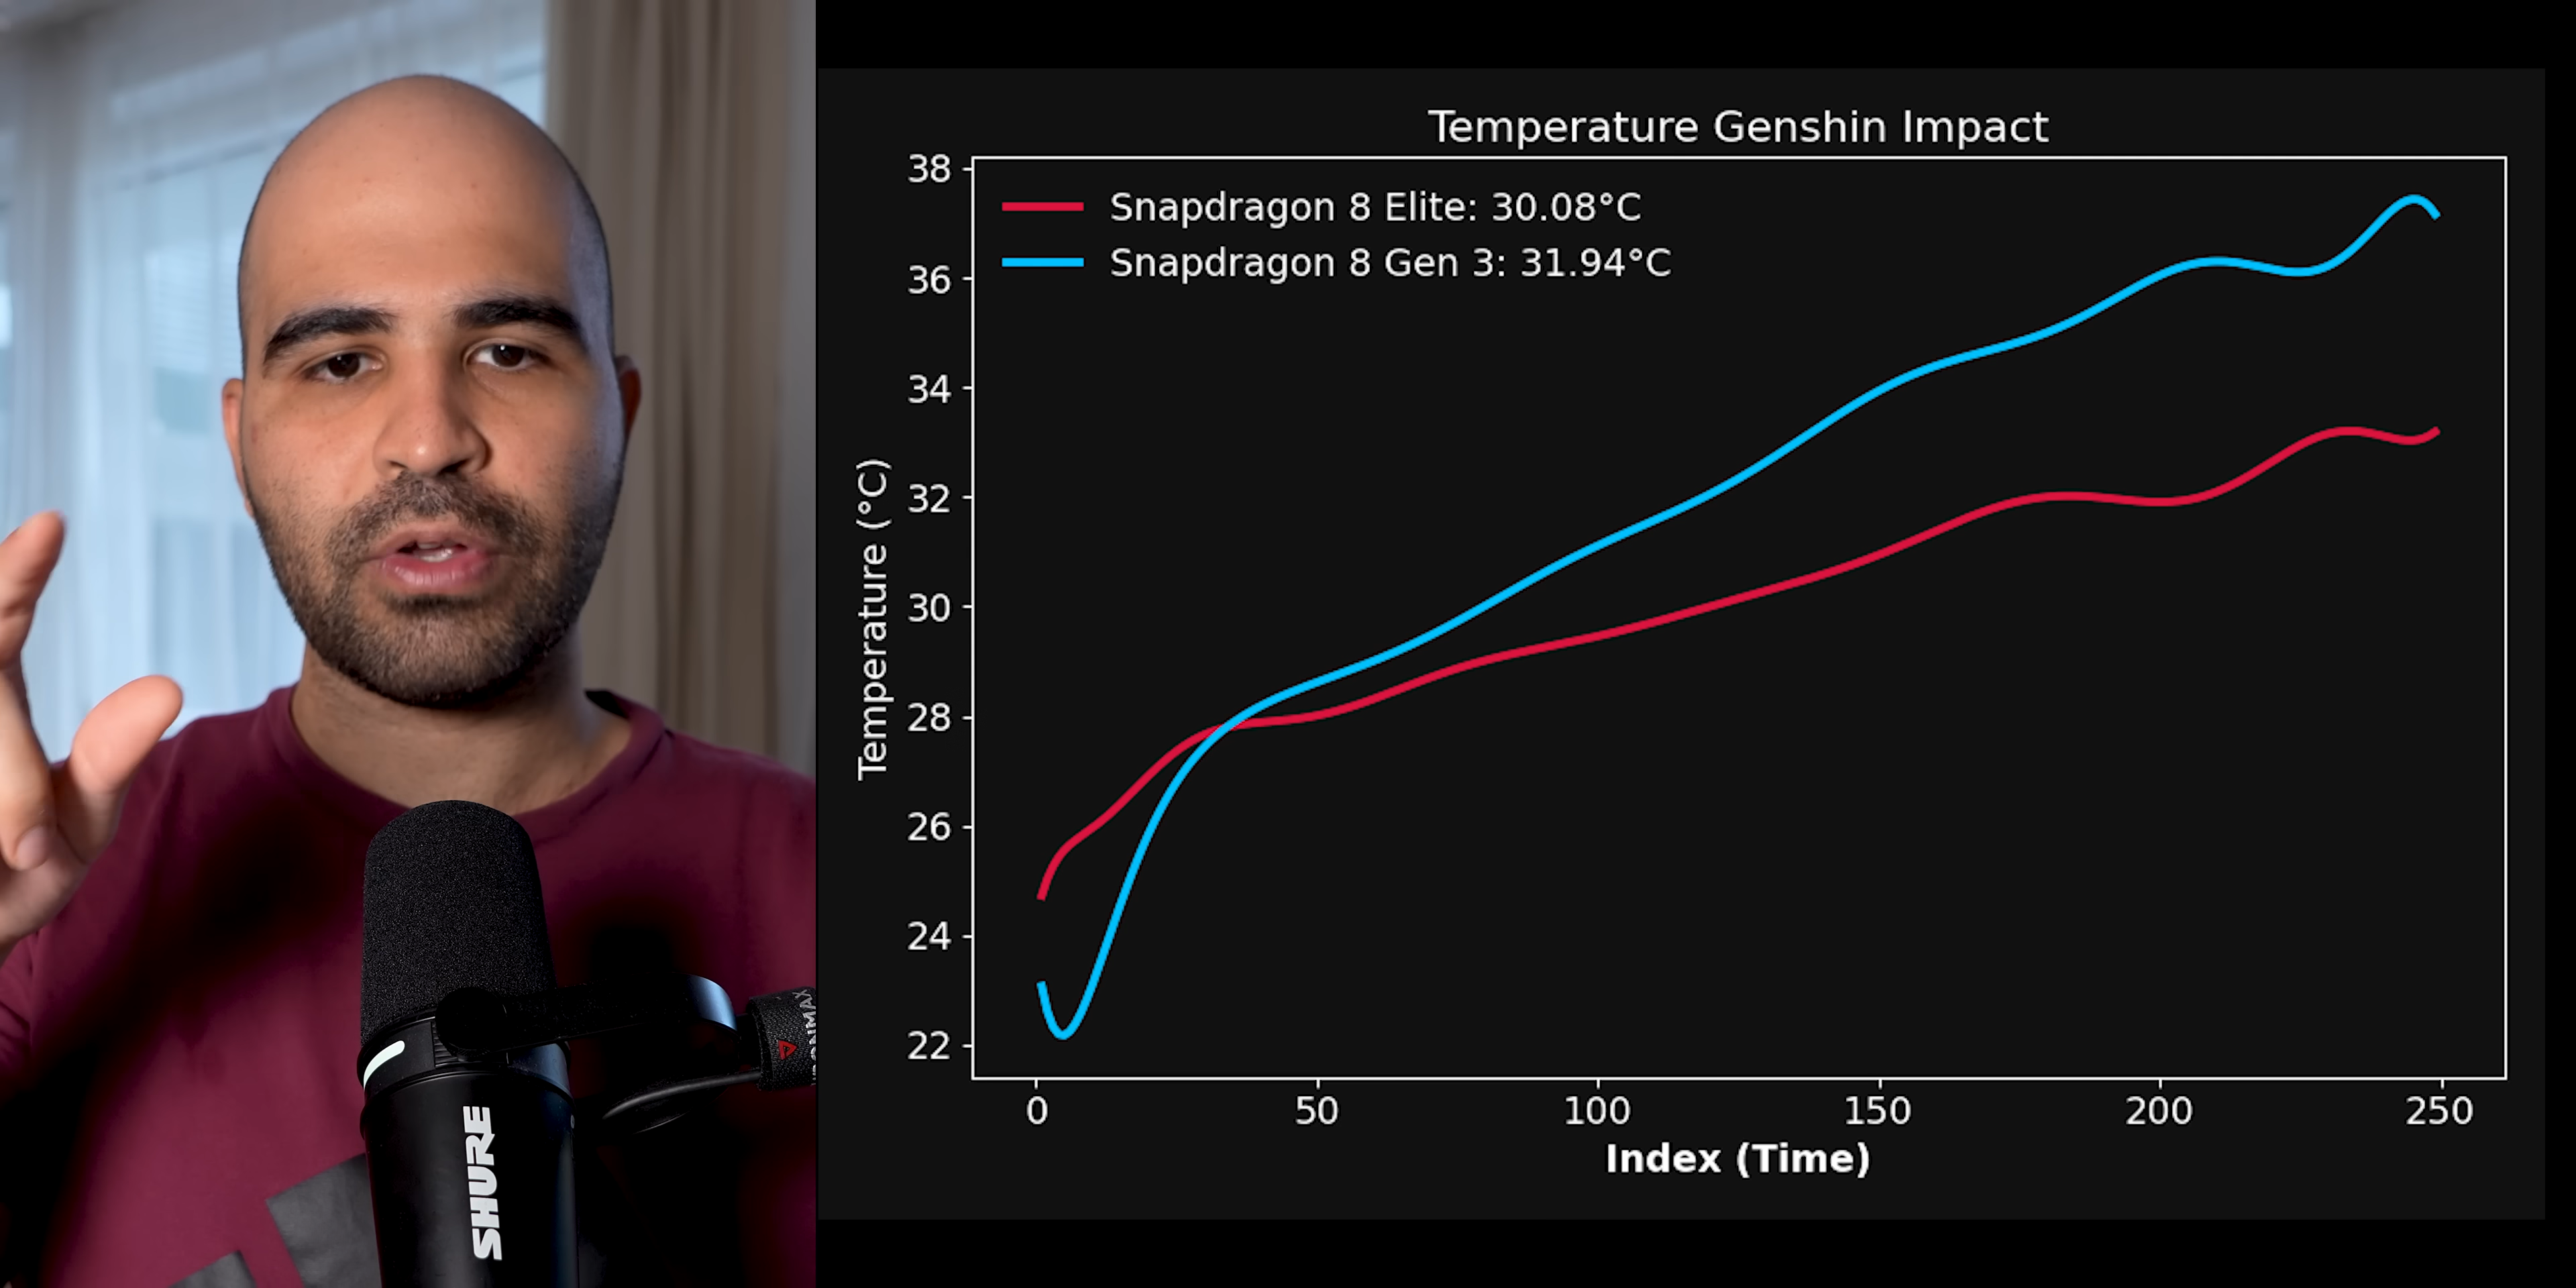 Temperature Genshin Impact
Snapdragon 8 Elite: 30.08°C
Snapdragon 8 Gen 3: 31.94°C
Temperature (°C)
38
36
34
32
30
28
26
24
22
0 50 100 150 200 250
Index (Time)
SHURE